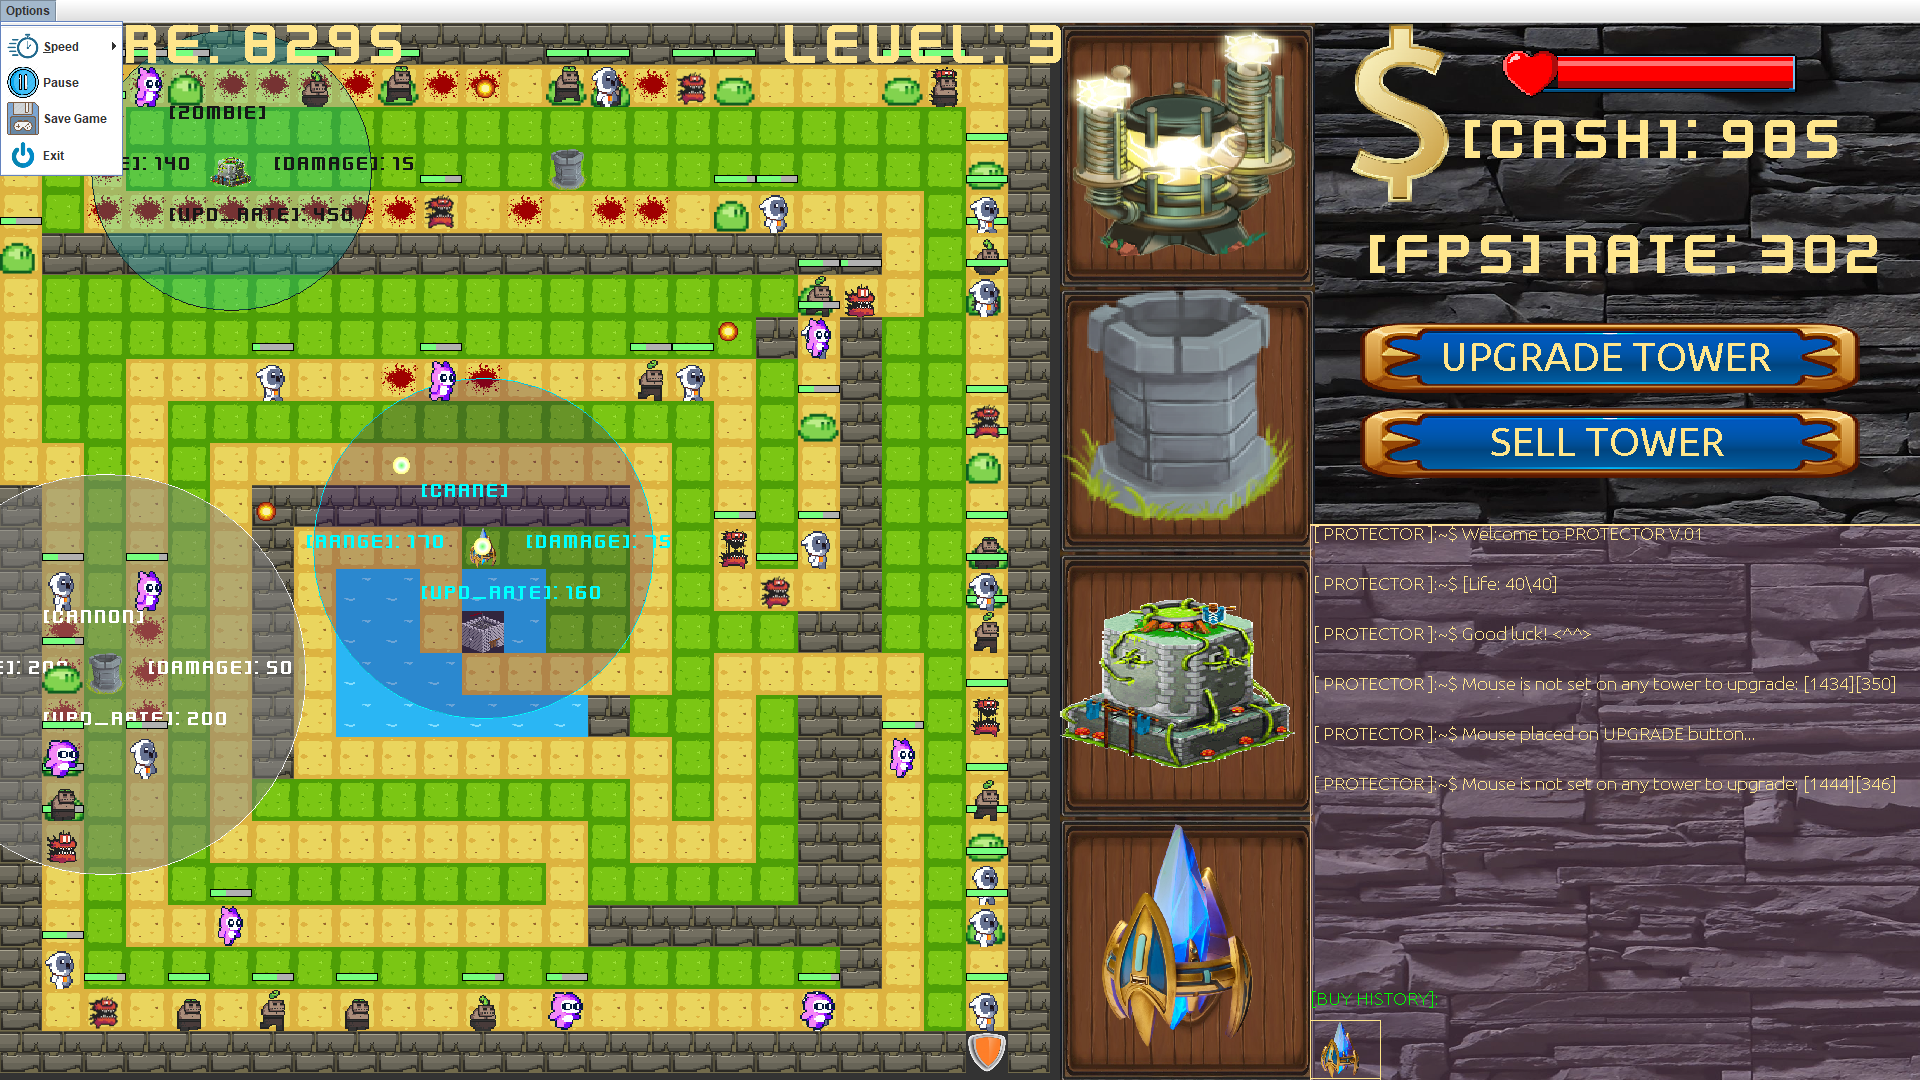 Options
Speed
Pause
Save Game
Exit
RE: 8295
LEVEL: 3
[ZOMBIE]
: 140
[DAMAGE]: 15
[UPD_RATE]: 450
[CRANE]
[RANGE]: 170
[DAMAGE]: 75
[UPD_RATE]: 160
[CANNON]
E]: 200
[DAMAGE]: 50
[UPD_RATE]: 200
[CASH]: 985
[FPS] RATE: 302
UPGRADE TOWER
SELL TOWER
[ PROTECTOR ]:~$ Welcome to PROTECTOR V.01
[ PROTECTOR ]:~$ [Life: 40\40]
[ PROTECTOR ]:~$ Good luck! <^^>
[ PROTECTOR ]:~$ Mouse is not set on any tower to upgrade: [1434][350]
[ PROTECTOR ]:~$ Mouse placed on UPGRADE button...
[ PROTECTOR ]:~$ Mouse is not set on any tower to upgrade: [1444][346]
[BUY HISTORY]: